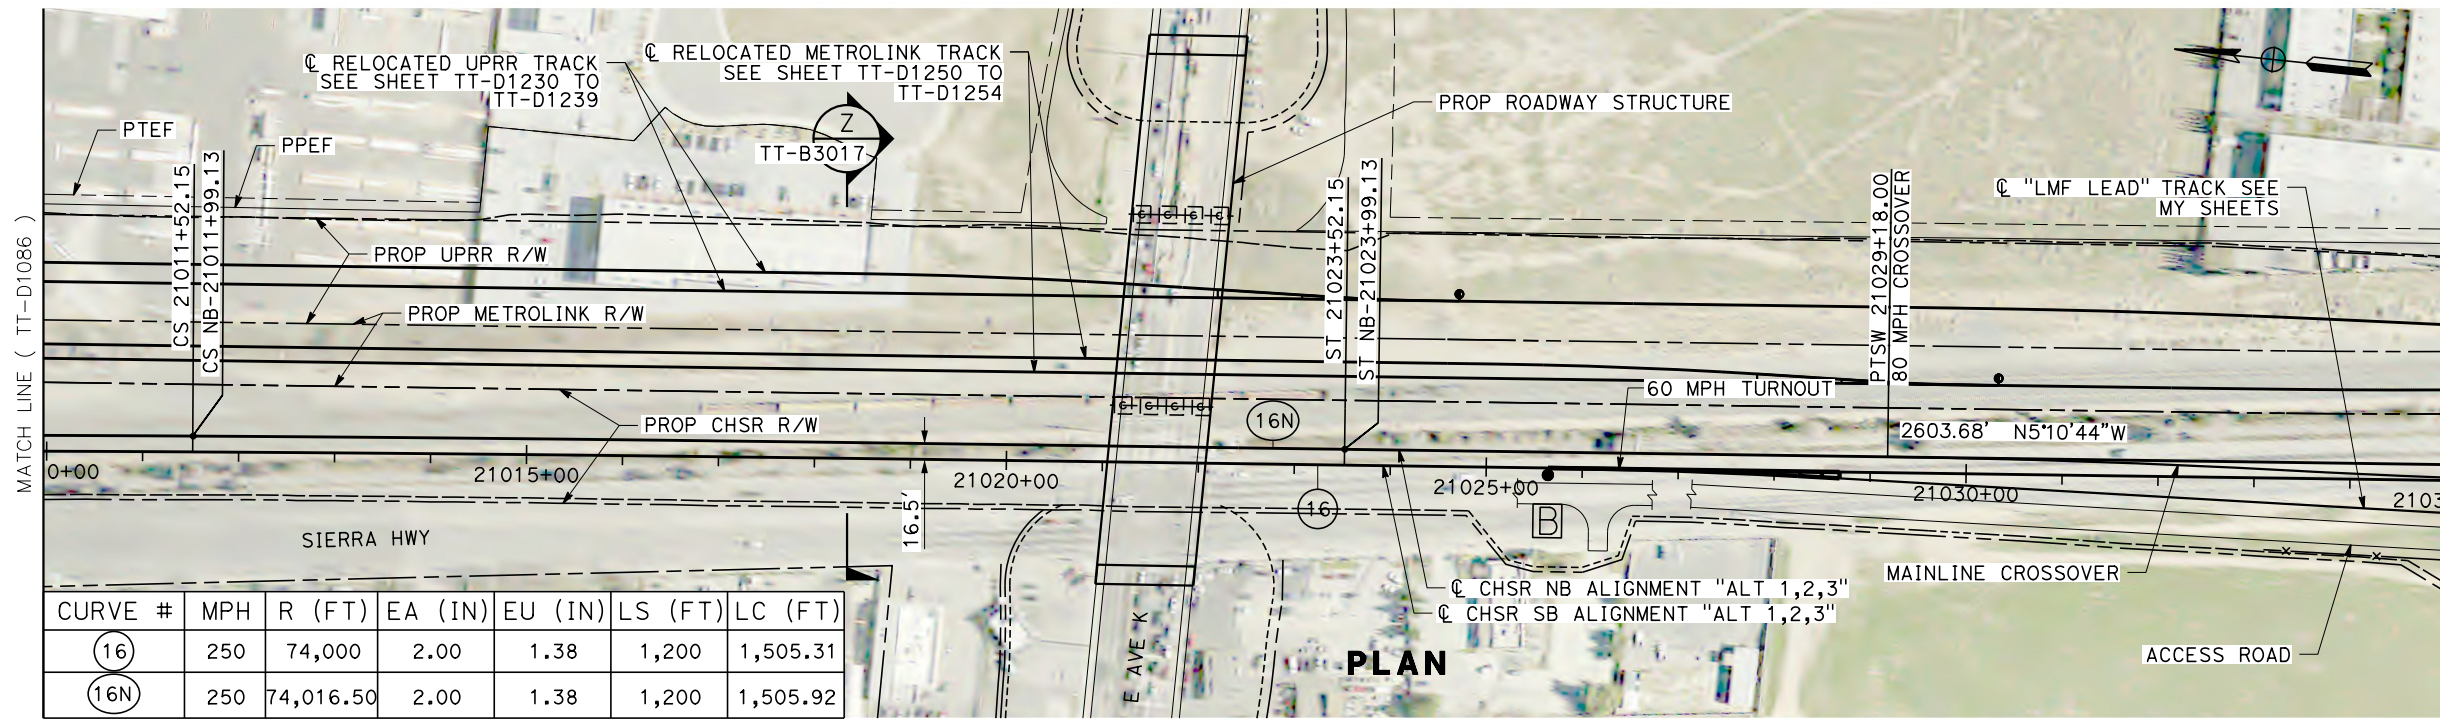 ℄ RELOCATED UPRR TRACK
SEE SHEET TT-D1230 TO
TT-D1239
℄ RELOCATED METROLINK TRACK
SEE SHEET TT-D1250 TO
TT-D1254
PROP ROADWAY STRUCTURE
PTEF
PPEF
Z
TT-B3017
CS 21011+52.15
CS NB-21011+99.13
ST 21023+52.15
ST NB-21023+99.13
PTSW 21029+18.00
80 MPH CROSSOVER
℄ "LMF LEAD" TRACK SEE
MY SHEETS
MATCH LINE ( TT-D1086 )
PROP UPRR R/W
PROP METROLINK R/W
C C C C
C C C C
60 MPH TURNOUT
PROP CHSR R/W
16N
2603.68' N5°10'44"W
0+00
21015+00
21020+00
21025+00
21030+00
2103
16.5'
16
B
SIERRA HWY
℄ CHSR NB ALIGNMENT "ALT 1,2,3"
℄ CHSR SB ALIGNMENT "ALT 1,2,3"
MAINLINE CROSSOVER
ACCESS ROAD
E AVE K
PLAN
CURVE # MPH R (FT) EA (IN) EU (IN) LS (FT) LC (FT)
16 250 74,000 2.00 1.38 1,200 1,505.31
16N 250 74,016.50 2.00 1.38 1,200 1,505.92